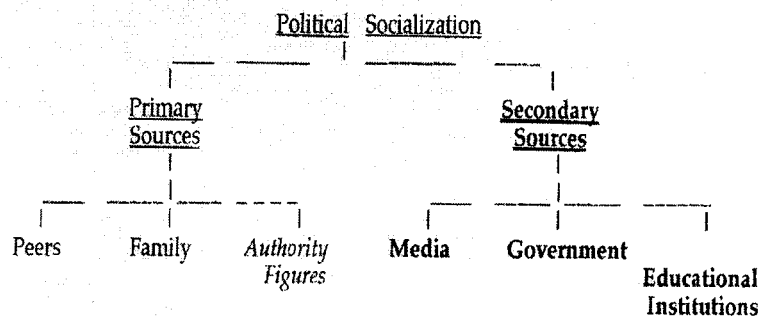 Political Socialization
Primary
Sources
Secondary
Sources
Peers Family Authority
Figures
Media Government
Educational
Institutions